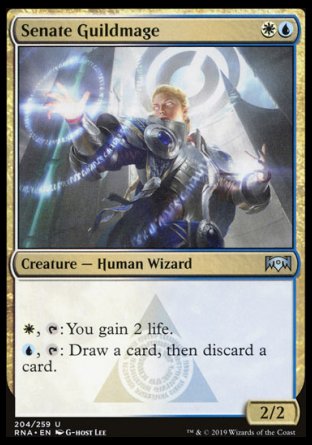 Senate Guildmage
Creature — Human Wizard
, : You gain 2 life.
, : Draw a card, then discard a
card.
2/2
204/259 U
RNA • EN G-HOST LEE
™ & © 2019 Wizards of the Coast